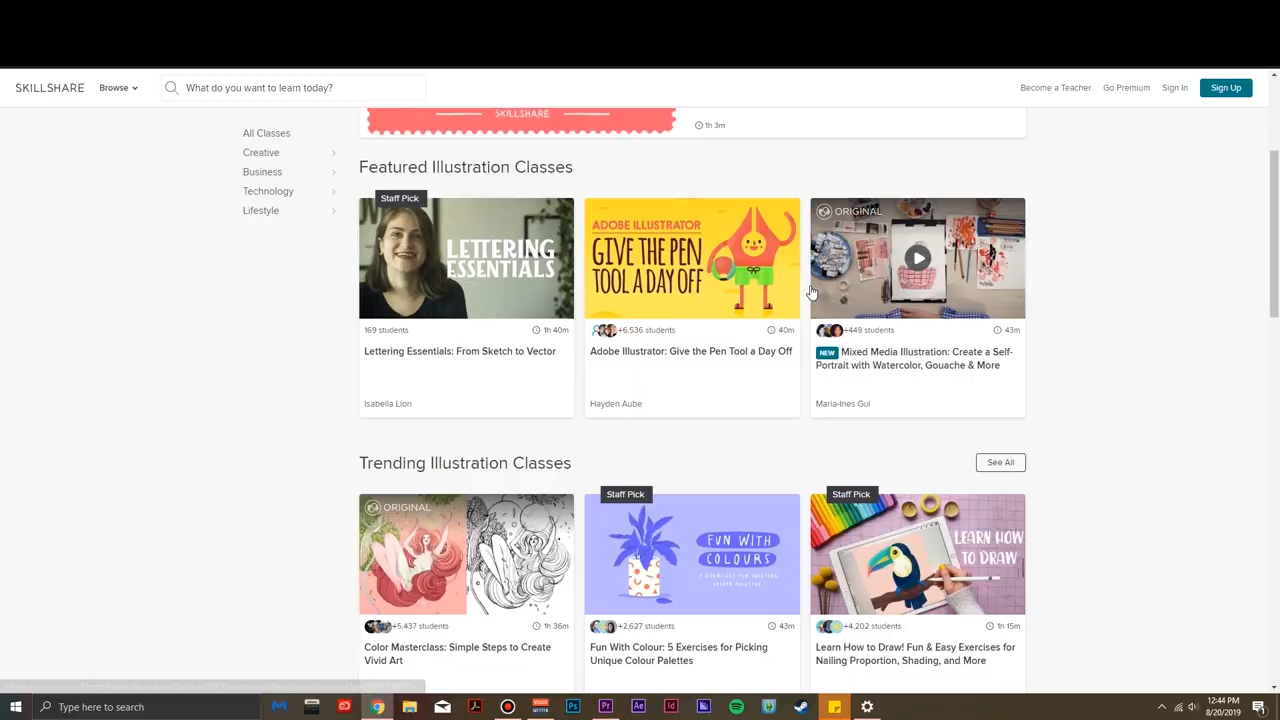 SKILLSHARE
Browse
What do you want to learn today?
Become a Teacher
Go Premium
Sign In
Sign Up
All Classes
Creative
Business
Technology
Lifestyle
SKILLSHARE
1h 3m
Featured Illustration Classes
Staff Pick
LETTERING
ESSENTIALS
169 students
1h 40m
Lettering Essentials: From Sketch to Vector
Isabella Lion
ADOBE ILLUSTRATOR
GIVE THE PEN
TOOL A DAY OFF
+6,536 students
40m
Adobe Illustrator: Give the Pen Tool a Day Off
Hayden Aube
ORIGINAL
+449 students
43m
NEW Mixed Media Illustration: Create a Self-
Portrait with Watercolor, Gouache & More
Maria-Ines Gul
Trending Illustration Classes
See All
ORIGINAL
+5,437 students
1h 36m
Color Masterclass: Simple Steps to Create
Vivid Art
Staff Pick
FUN WITH
COLOURS
+2,627 students
43m
Fun With Colour: 5 Exercises for Picking
Unique Colour Palettes
Staff Pick
LEARN HOW
TO DRAW!
+4,202 students
1h 15m
Learn How to Draw! Fun & Easy Exercises for
Nailing Proportion, Shading, and More
Type here to search
Ps
Pr
Ae
Id
12:44 PM
8/20/2019